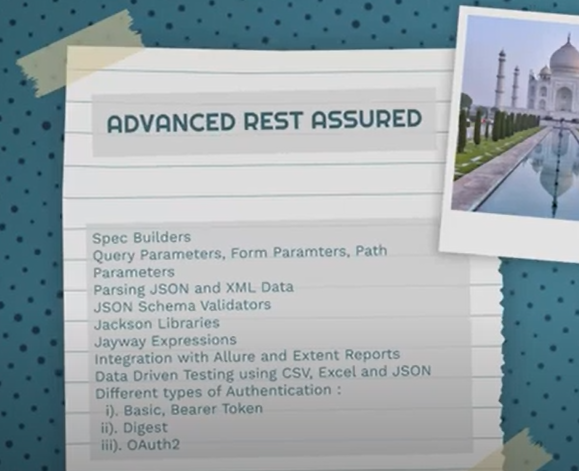 ADVANCED REST ASSURED
Spec Builders
Query Parameters, Form Paramters, Path
Parameters
Parsing JSON and XML Data
JSON Schema Validators
Jackson Libraries
Jayway Expressions
Integration with Allure and Extent Reports
Data Driven Testing using CSV, Excel and JSON
Different types of Authentication :
i). Basic, Bearer Token
ii). Digest
iii). OAuth2